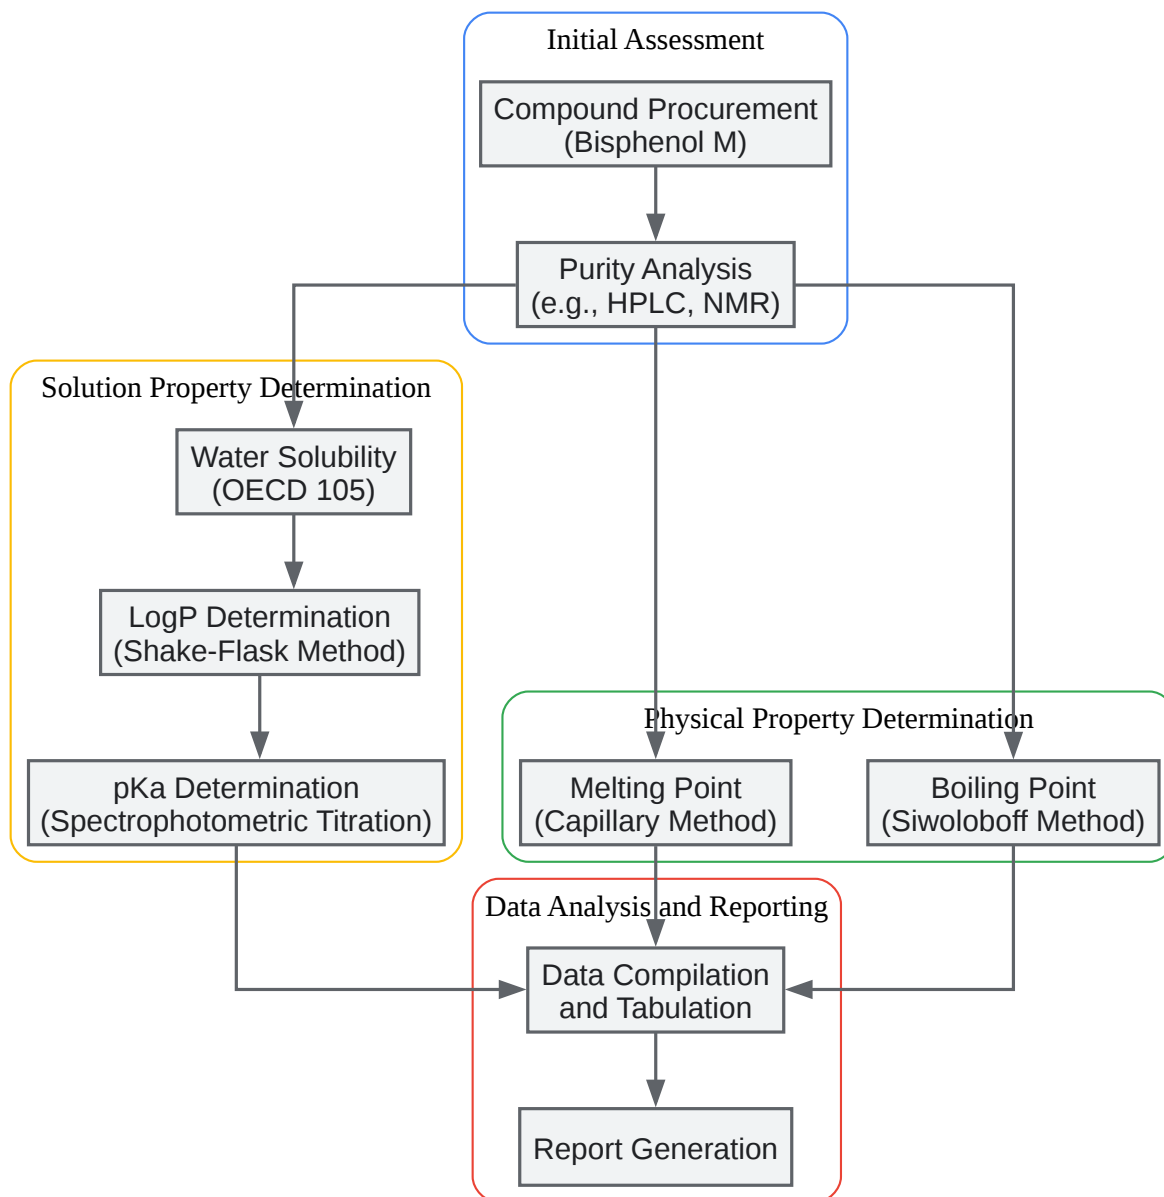 Initial Assessment
Compound Procurement
(Bisphenol M)
Purity Analysis
(e.g., HPLC, NMR)
Solution Property Determination
Water Solubility
(OECD 105)
LogP Determination
(Shake-Flask Method)
pKa Determination
(Spectrophotometric Titration)
Physical Property Determination
Melting Point
(Capillary Method)
Boiling Point
(Siwoloboff Method)
Data Analysis and Reporting
Data Compilation
and Tabulation
Report Generation